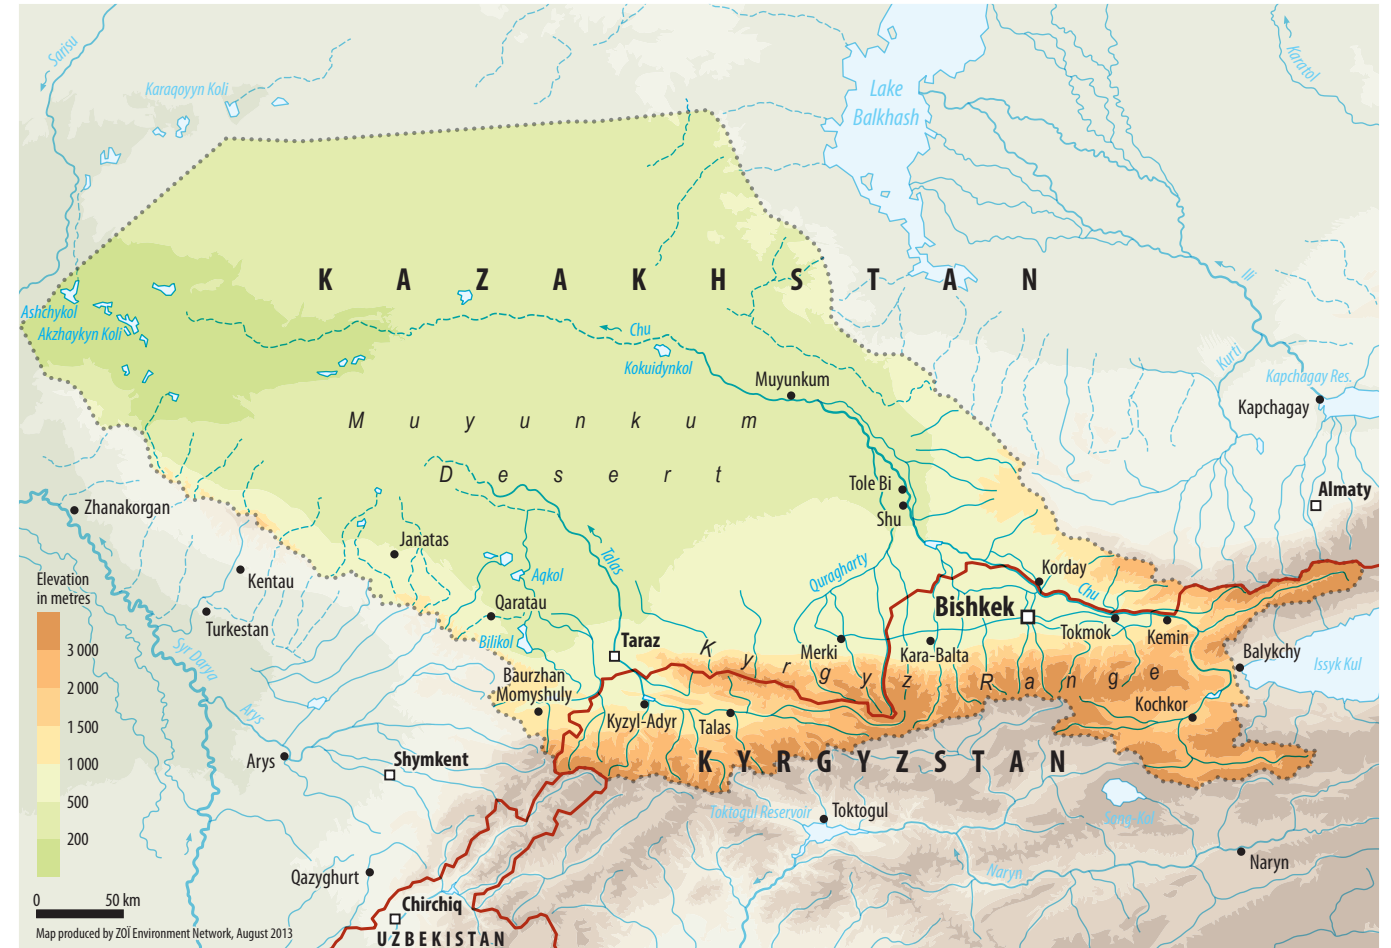 Sarisu
Karaqoyyn Koli
Lake
Balkhash
Karatol
KAZAKHSTAN
Ili
Ashchykol
Akzhaykyn Koli
Chu
Kokuidynkol
Kurti
Kapchagay Res.
Kapchagay
Muyunkum
Muyunkum
Desert
Tole Bi
Shu
Almaty
Zhanakorgan
Janatas
Kentau
Talas
Aqkol
Quragharty
Korday
Chu
Elevation
in metres
3 000
2 000
1 500
1 000
500
200
Turkestan
Qaratau
Bilikol
Taraz
Bishkek
Tokmok
Kemin
Merki
Kara-Balta
Kyrgyz Range
Balykchy
Issyk Kul
Syr Darya
Arys
Baurzhan
Momyshuly
Kyzyl-Adyr
Talas
Kochkor
Arys
Shymkent
KYRGYZSTAN
Toktogul Reservoir
Toktogul
Song-Kol
Naryn
Naryn
Qazyghurt
Chirchiq
UZBEKISTAN
0 50 km
Map produced by ZOÏ Environment Network, August 2013